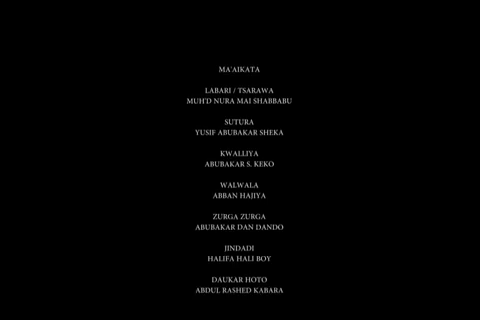 MA'AIKATA
LABARI / TSARAWA
MUH'D NURA MAI SHABBABU
SUTURA
YUSIF ABUBAKAR SHEKA
KWALLIYA
ABUBAKAR S. KEKO
WALWALA
ABBAN HAJIYA
ZURGA ZURGA
ABUBAKAR DAN DANDO
JINDADI
HALIFA HALI BOY
DAUKAR HOTO
ABDUL RASHED KABARA